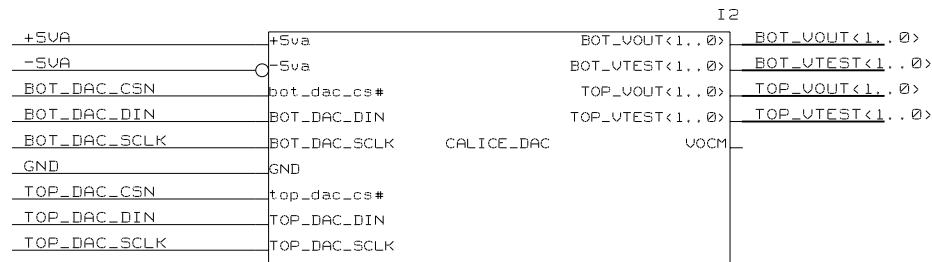 I2
+5VA +5va BOT_VOUT<1..0> BOT_VOUT<1..0>
-5VA -5va BOT_VTEST<1..0> BOT_VTEST<1..0>
BOT_DAC_CSN bot_dac_cs# TOP_VOUT<1..0> TOP_VOUT<1..0>
BOT_DAC_DIN BOT_DAC_DIN TOP_VTEST<1..0> TOP_VTEST<1..0>
BOT_DAC_SCLK BOT_DAC_SCLK CALICE_DAC VOCM
GND GND
TOP_DAC_CSN top_dac_cs#
TOP_DAC_DIN TOP_DAC_DIN
TOP_DAC_SCLK TOP_DAC_SCLK